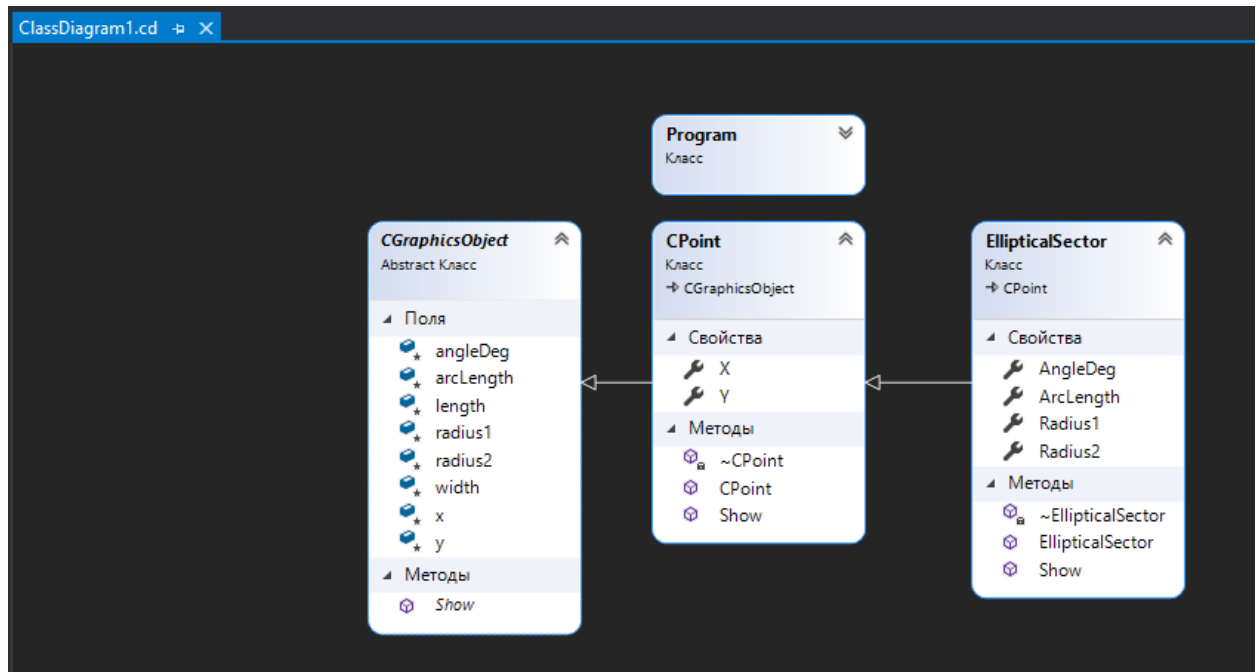 ClassDiagram1.cd
Program
Класс
CGraphicsObject
Abstract Класс
Поля
angleDeg
arcLength
length
radius1
radius2
width
x
y
Методы
Show
CPoint
Класс
CGraphicsObject
Свойства
X
Y
Методы
~CPoint
CPoint
Show
EllipticalSector
Класс
CPoint
Свойства
AngleDeg
ArcLength
Radius1
Radius2
Методы
~EllipticalSector
EllipticalSector
Show